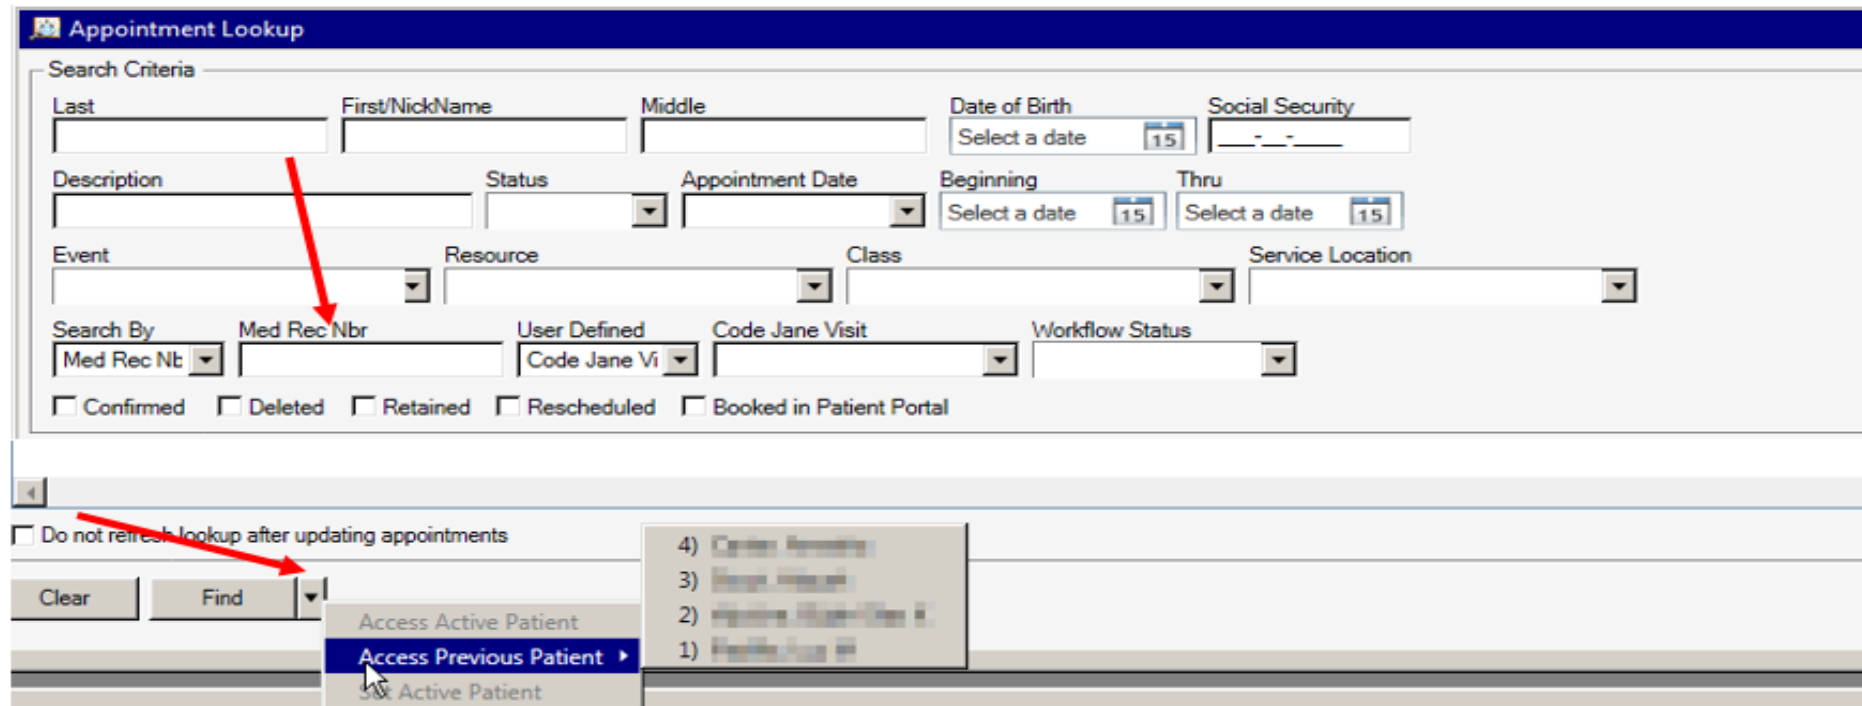 Appointment Lookup
Search Criteria
Last First/NickName Middle Date of Birth Social Security
Select a date 15 ___-__-____
Description Status Appointment Date Beginning Thru
Select a date 15 Select a date 15
Event Resource Class Service Location
Search By Med Rec Nbr User Defined Code Jane Visit Workflow Status
Med Rec Nb Code Jane Vi
Confirmed Deleted Retained Rescheduled Booked in Patient Portal
Do not refresh lookup after updating appointments
4)
3)
2)
1)
Clear Find
Access Active Patient
Access Previous Patient
Set Active Patient